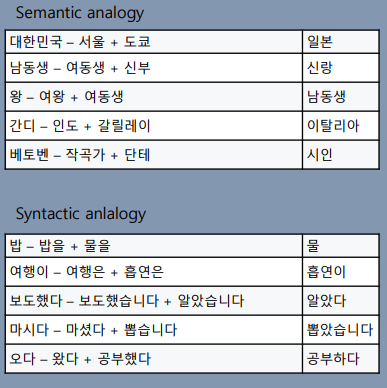 Semantic analogy
대한민국 – 서울 + 도쿄 일본
남동생 – 여동생 + 신부 신랑
왕 – 여왕 + 여동생 남동생
간디 – 인도 + 갈릴레이 이탈리아
베토벤 – 작곡가 + 단테 시인
Syntactic anlalogy
밥 – 밥을 + 물을 물
여행이 – 여행은 + 흡연은 흡연이
보도했다 – 보도했습니다 + 알았습니다 알았다
마시다 – 마셨다 + 뽑습니다 뽑았습니다
오다 – 왔다 + 공부했다 공부하다